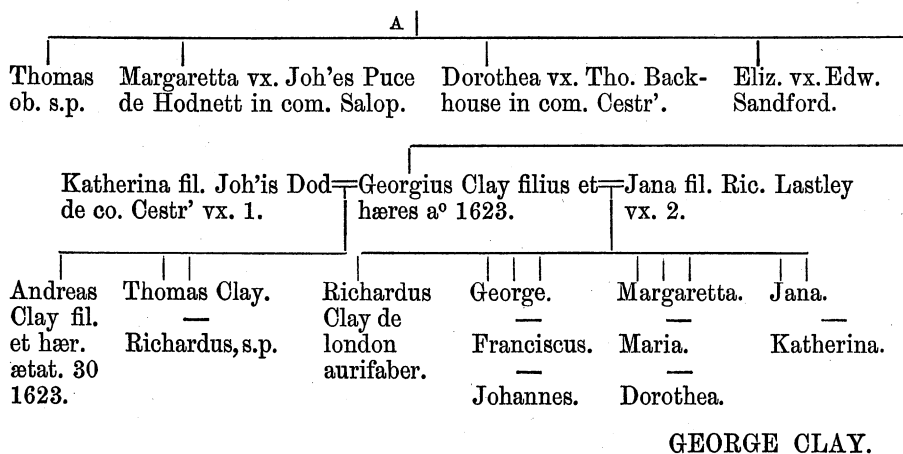 A
Thomas
ob. s.p.
Margaretta vx. Joh'es Puce
de Hodnett in com. Salop.
Dorothea vx. Tho. Back-
house in com. Cestr'.
Eliz. vx. Edw.
Sandford.
Katherina fil. Joh'is Dod
de co. Cestr' vx. 1.
Georgius Clay filius et
hæres aº 1623.
Jana fil. Ric. Lastley
vx. 2.
Andreas
Clay fil.
et hær.
ætat. 30
1623.
Thomas Clay.
—
Richardus, s.p.
Richardus
Clay de
london
aurifaber.
George.
—
Franciscus.
—
Johannes.
Margaretta.
—
Maria.
—
Dorothea.
Jana.
—
Katherina.
GEORGE CLAY.